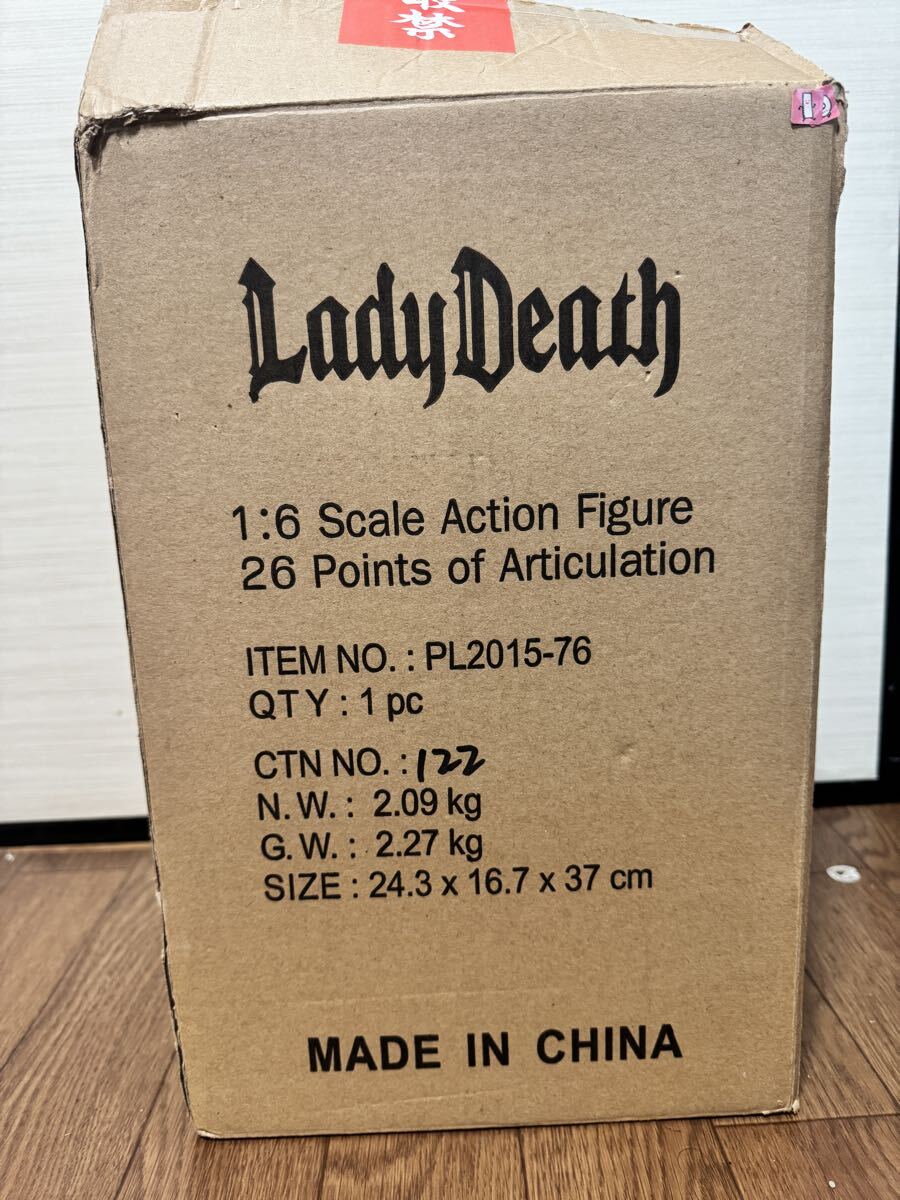 禁
Lady Death
1:6 Scale Action Figure
26 Points of Articulation
ITEM NO. : PL2015-76
QTY : 1 pc
CTN NO. : 122
N.W. : 2.09 kg
G.W. : 2.27 kg
SIZE : 24.3 x 16.7 x 37 cm
MADE IN CHINA